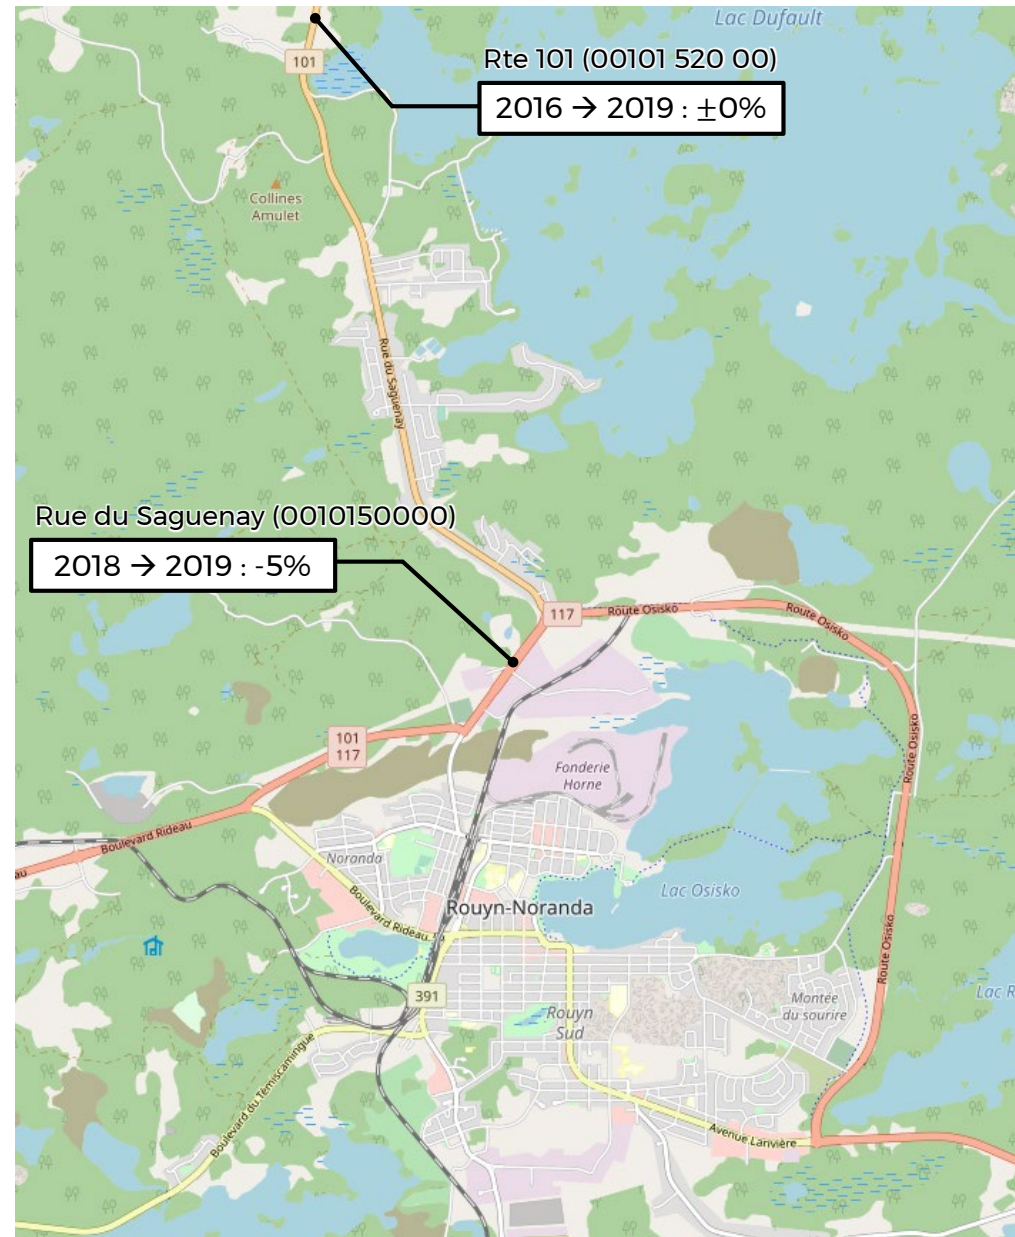 Lac Dufault
101
Rte 101 (00101 520 00)
2016 → 2019 : ±0%
Collines
Amulet
Rue du Saguenay
Rue du Saguenay (0010150000)
2018 → 2019 : -5%
117
Route Osisko
Route Osisko
101
117
Fonderie
Horne
Route Osisko
Boulevard Rideau
au
Noranda
Boulevard Rideau
Lac Osisko
Rouyn-Noranda
Route Osisko
391
Rouyn
Sud
Montée
du sourire
Lac R
Boulevard du Témiscamingue
Avenue Larivière